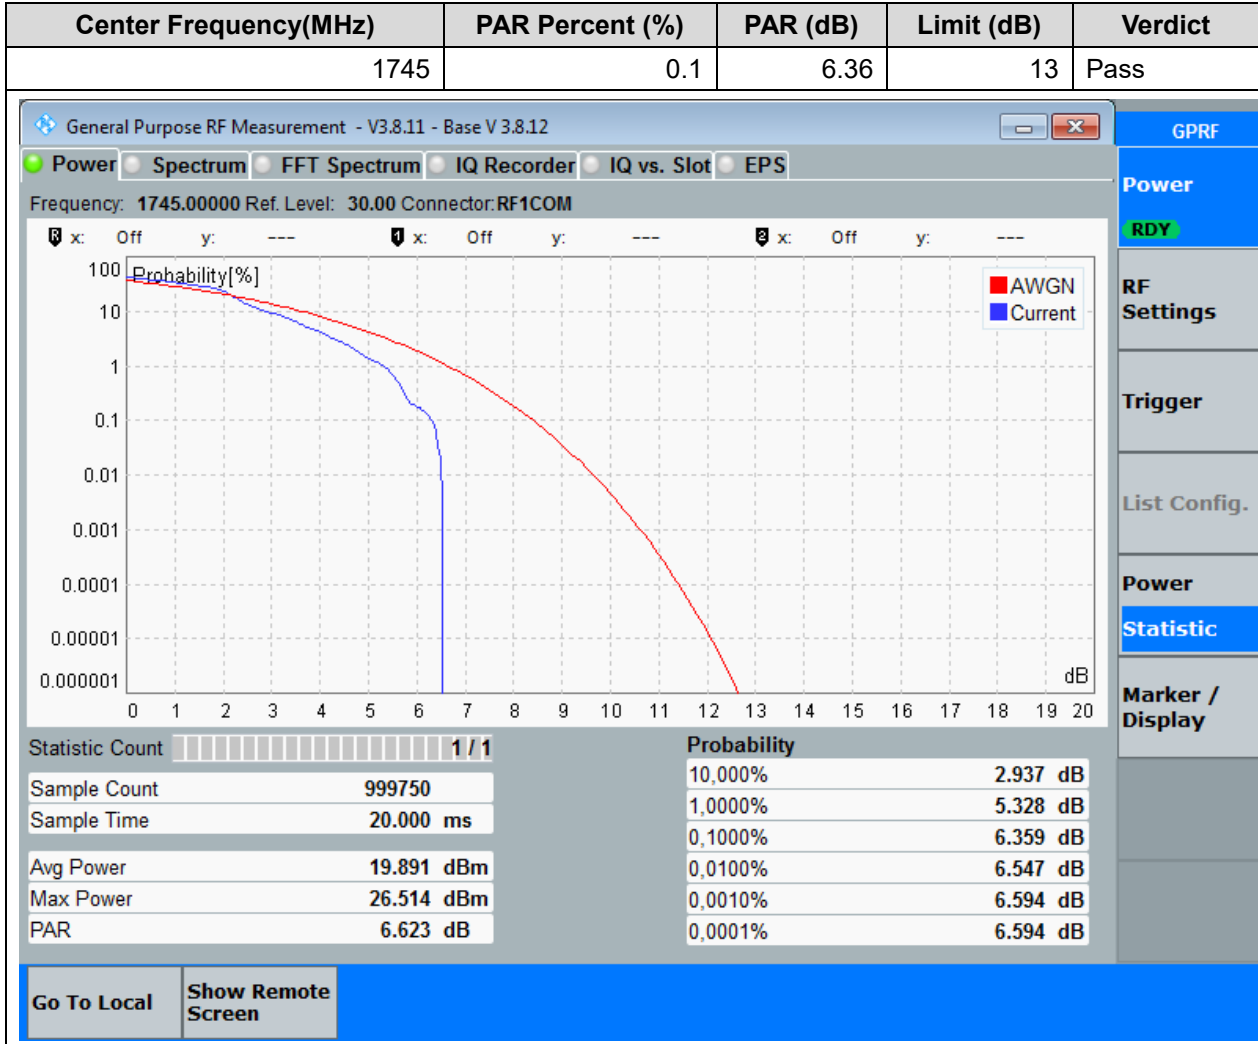 Center Frequency(MHz) PAR Percent (%) PAR (dB) Limit (dB) Verdict
1745 0.1 6.36 13 Pass
General Purpose RF Measurement - V3.8.11 - Base V 3.8.12
GPRF
Power Spectrum FFT Spectrum IQ Recorder IQ vs. Slot EPS
Frequency: 1745.00000 Ref. Level: 30.00 Connector: RF1COM
R x: Off y: --- 1 x: Off y: --- 2 x: Off y: ---
Probability[%]
AWGN
Current
100
10
1
0.1
0.01
0.001
0.0001
0.00001
0.000001
dB
0 1 2 3 4 5 6 7 8 9 10 11 12 13 14 15 16 17 18 19 20
Statistic Count 1 / 1
Sample Count 999750
Sample Time 20.000 ms
Avg Power 19.891 dBm
Max Power 26.514 dBm
PAR 6.623 dB
Probability
10,000% 2.937 dB
1,0000% 5.328 dB
0,1000% 6.359 dB
0,0100% 6.547 dB
0,0010% 6.594 dB
0,0001% 6.594 dB
Power
RDY
RF
Settings
Trigger
List Config.
Power
Statistic
Marker /
Display
Go To Local
Show Remote
Screen